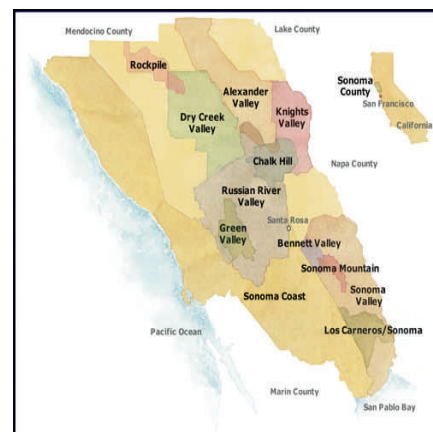 Mendocino County
Lake County
Rockpile
Alexander
Valley
Sonoma
County
San Francisco
California
Dry Creek
Valley
Knights
Valley
Chalk Hill
Napa County
Russian River
Valley
Santa Rosa
Green
Valley
Bennett Valley
Sonoma Mountain
Sonoma
Valley
Sonoma Coast
Los Carneros/Sonoma
Pacific Ocean
Marin County
San Pablo Bay